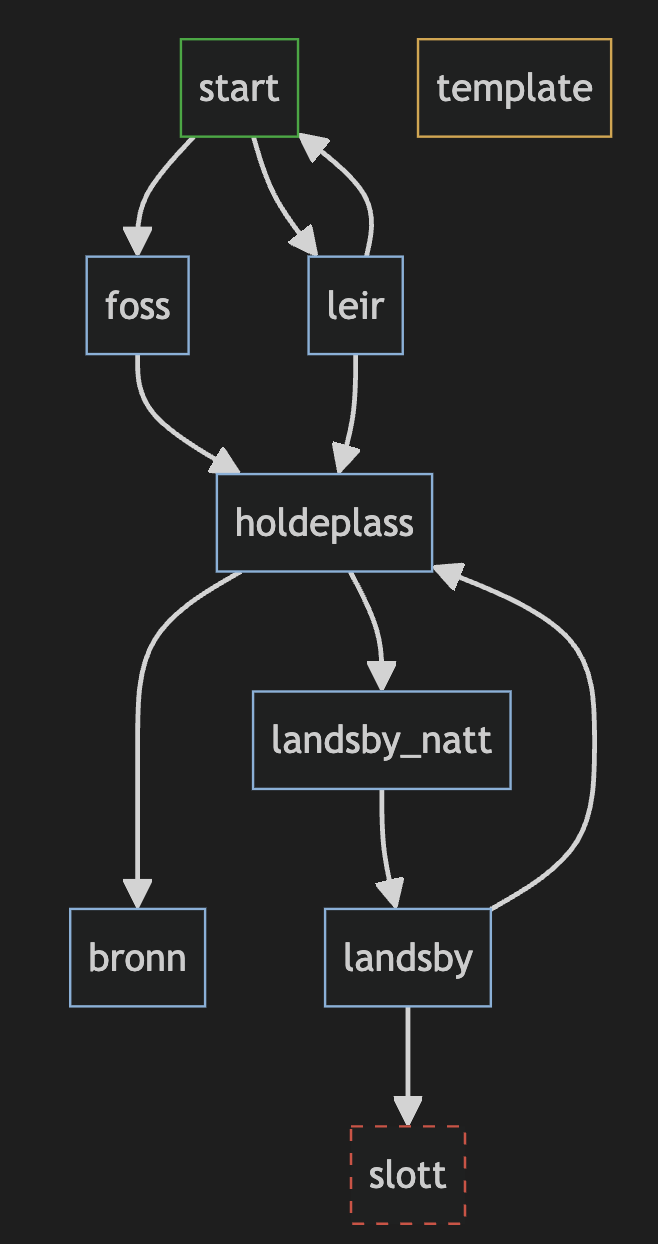 start
template
foss
leir
holdeplass
landsby_natt
bronn
landsby
slott